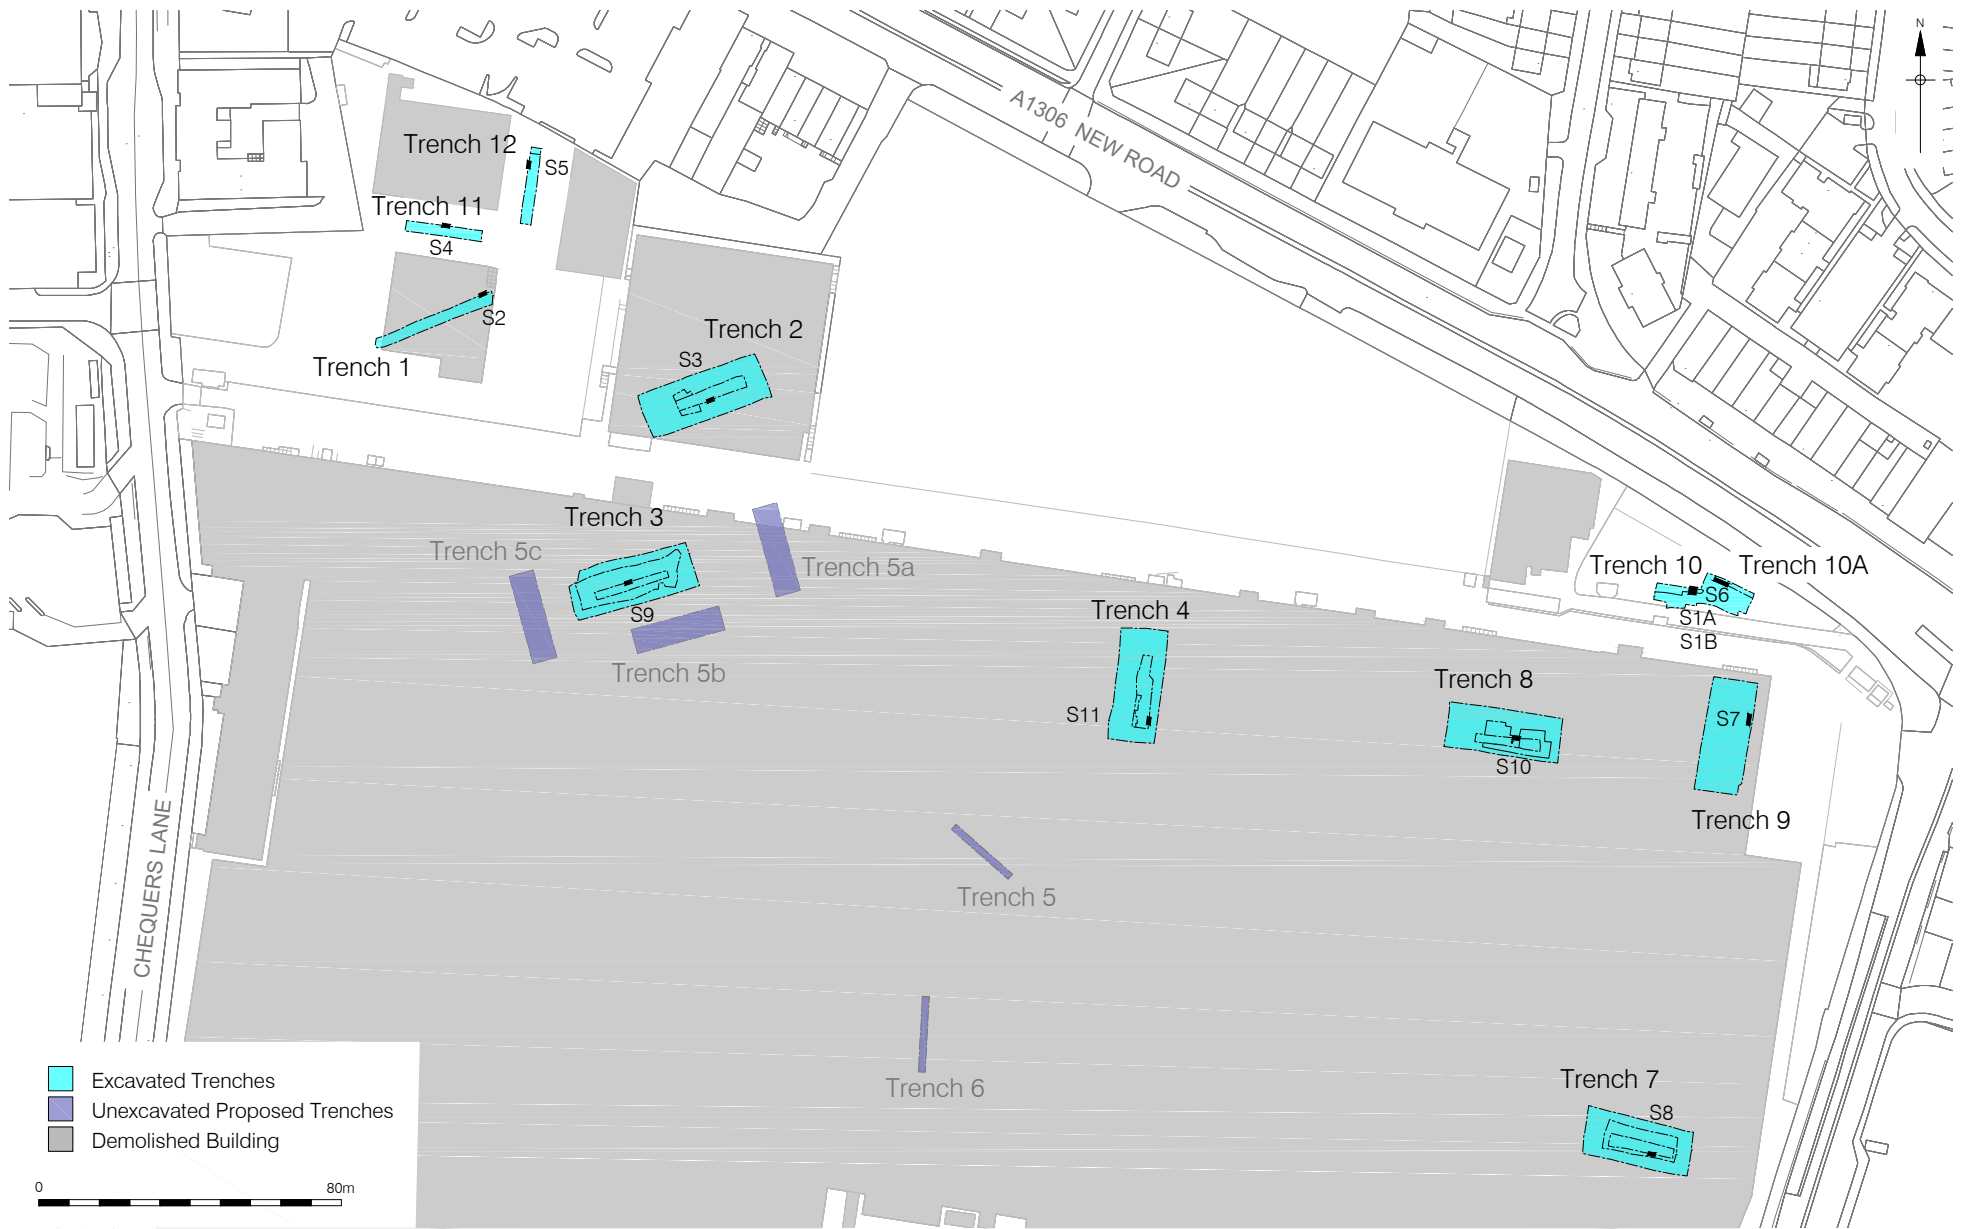 N
A1306 NEW ROAD
Trench 12
S5
Trench 11
S4
S2
Trench 1
Trench 2
S3
Trench 3
Trench 5c
Trench 5a
S9
Trench 5b
Trench 10
Trench 10A
S6
S1A
S1B
Trench 4
S11
Trench 8
S10
S7
Trench 9
CHEQUERS LANE
Trench 5
Trench 6
Trench 7
S8
Excavated Trenches
Unexcavated Proposed Trenches
Demolished Building
0 80m